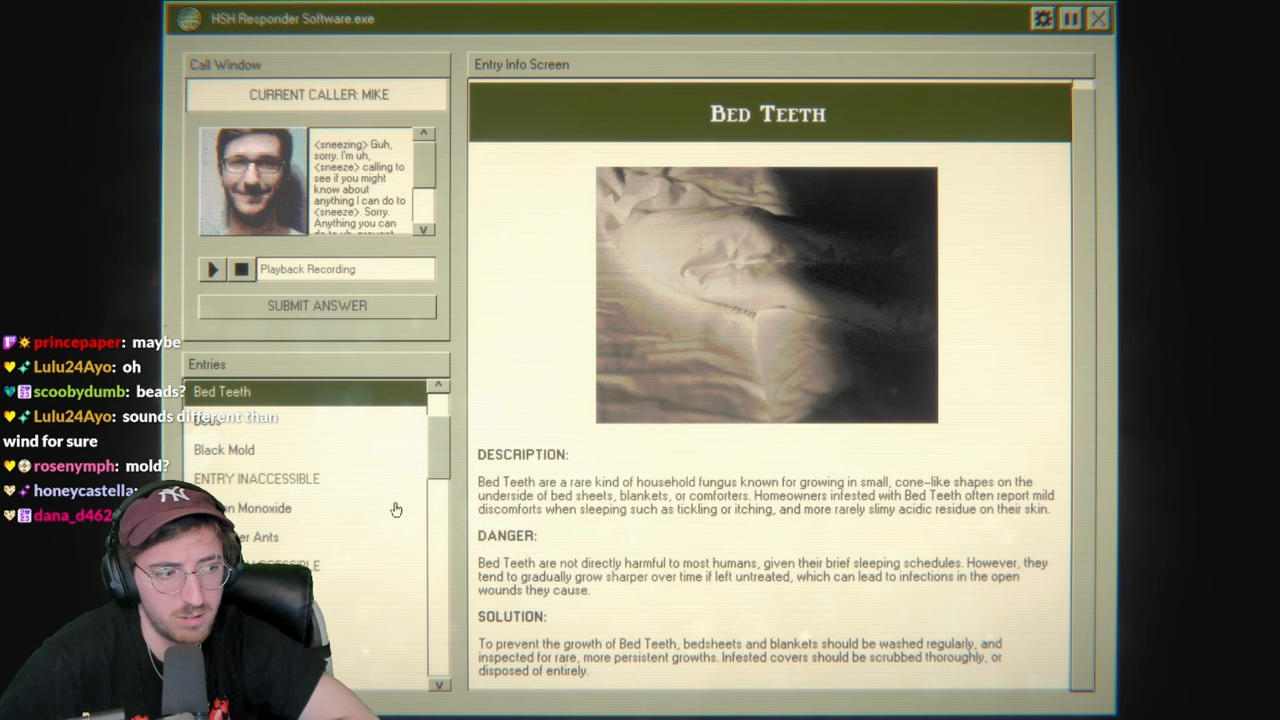 HSH Responder Software.exe
Call Window
CURRENT CALLER: MIKE
<sneezing> Guh,
sorry. I'm uh,
<sneeze> calling to
see if you might
know about
anything I can do to
<sneeze>. Sorry.
Anything you can
Playback Recording
SUBMIT ANSWER
Entries
Bed Teeth
Black Mold
ENTRY INACCESSIBLE
Monoxide
Ants
princepaper: maybe
Lulu24Ayo: oh
scoobydumb: beads?
Lulu24Ayo: sounds different than
wind for sure
rosenymph: mold?
honeycastella:
dana_d462
Entry Info Screen
BED TEETH
DESCRIPTION:
Bed Teeth are a rare kind of household fungus known for growing in small, cone-like shapes on the
underside of bed sheets, blankets, or comforters. Homeowners infested with Bed Teeth often report mild
discomforts when sleeping such as tickling or itching, and more rarely slimy acidic residue on their skin.
DANGER:
Bed Teeth are not directly harmful to most humans, given their brief sleeping schedules. However, they
tend to gradually grow sharper over time if left untreated, which can lead to infections in the open
wounds they cause.
SOLUTION:
To prevent the growth of Bed Teeth, bedsheets and blankets should be washed regularly, and
inspected for rare, more persistent growths. Infested covers should be scrubbed thoroughly, or
disposed of entirely.